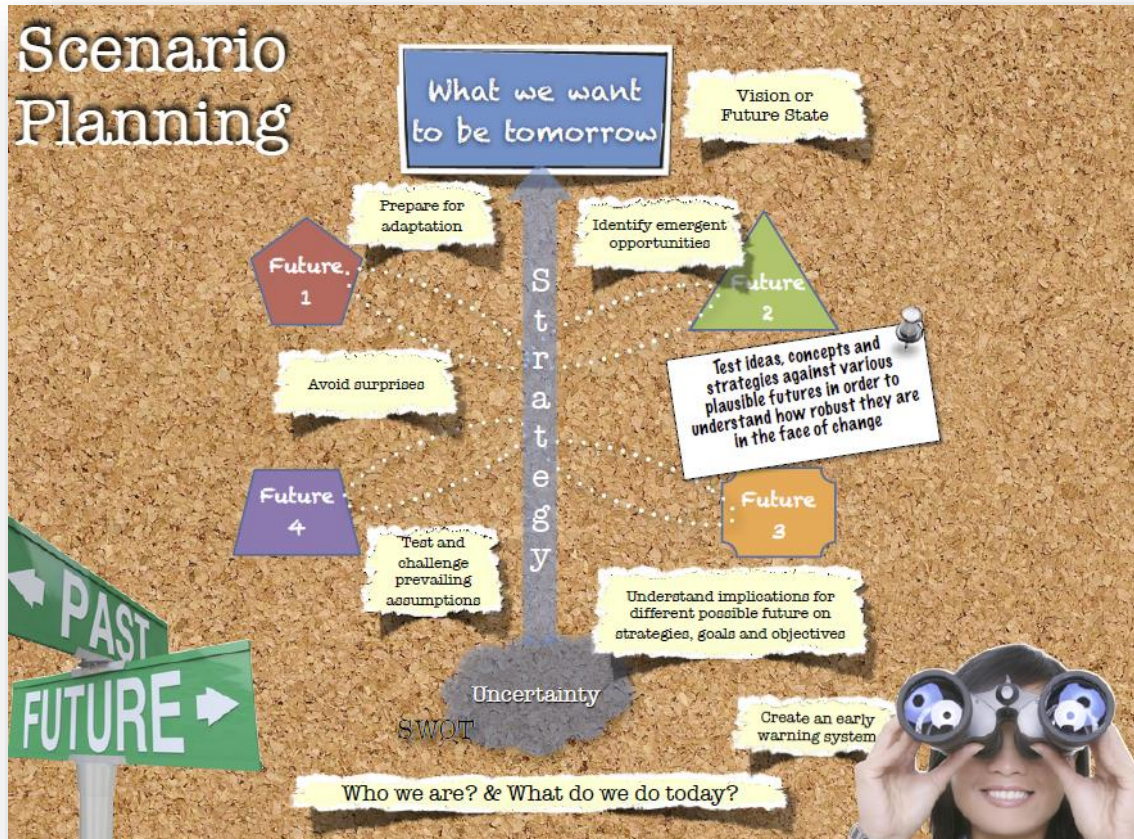 Scenario
Planning
What we want
to be tomorrow
Vision or
Future State
Prepare for
adaptation
Identify emergent
opportunities
Future
1
Future
2
Strategy
Test ideas, concepts and
strategies against various
plausible futures in order to
understand how robust they are
in the face of change
Avoid surprises
Future
4
Future
3
Test and
challenge
prevailing
assumptions
Understand implications for
different possible future on
strategies, goals and objectives
PAST
FUTURE
Uncertainty
SWOT
Create an early
warning system
Who we are? & What do we do today?